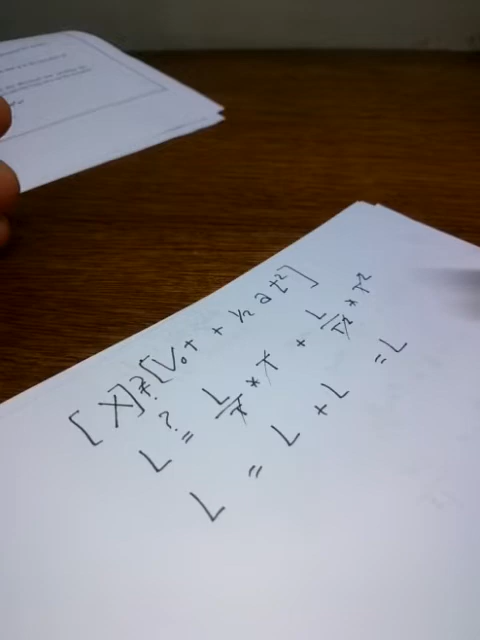 [X] ?= [V₀t + 1/2 at²]
L ?= L/T * T + L/T² * T²
L = L + L = L